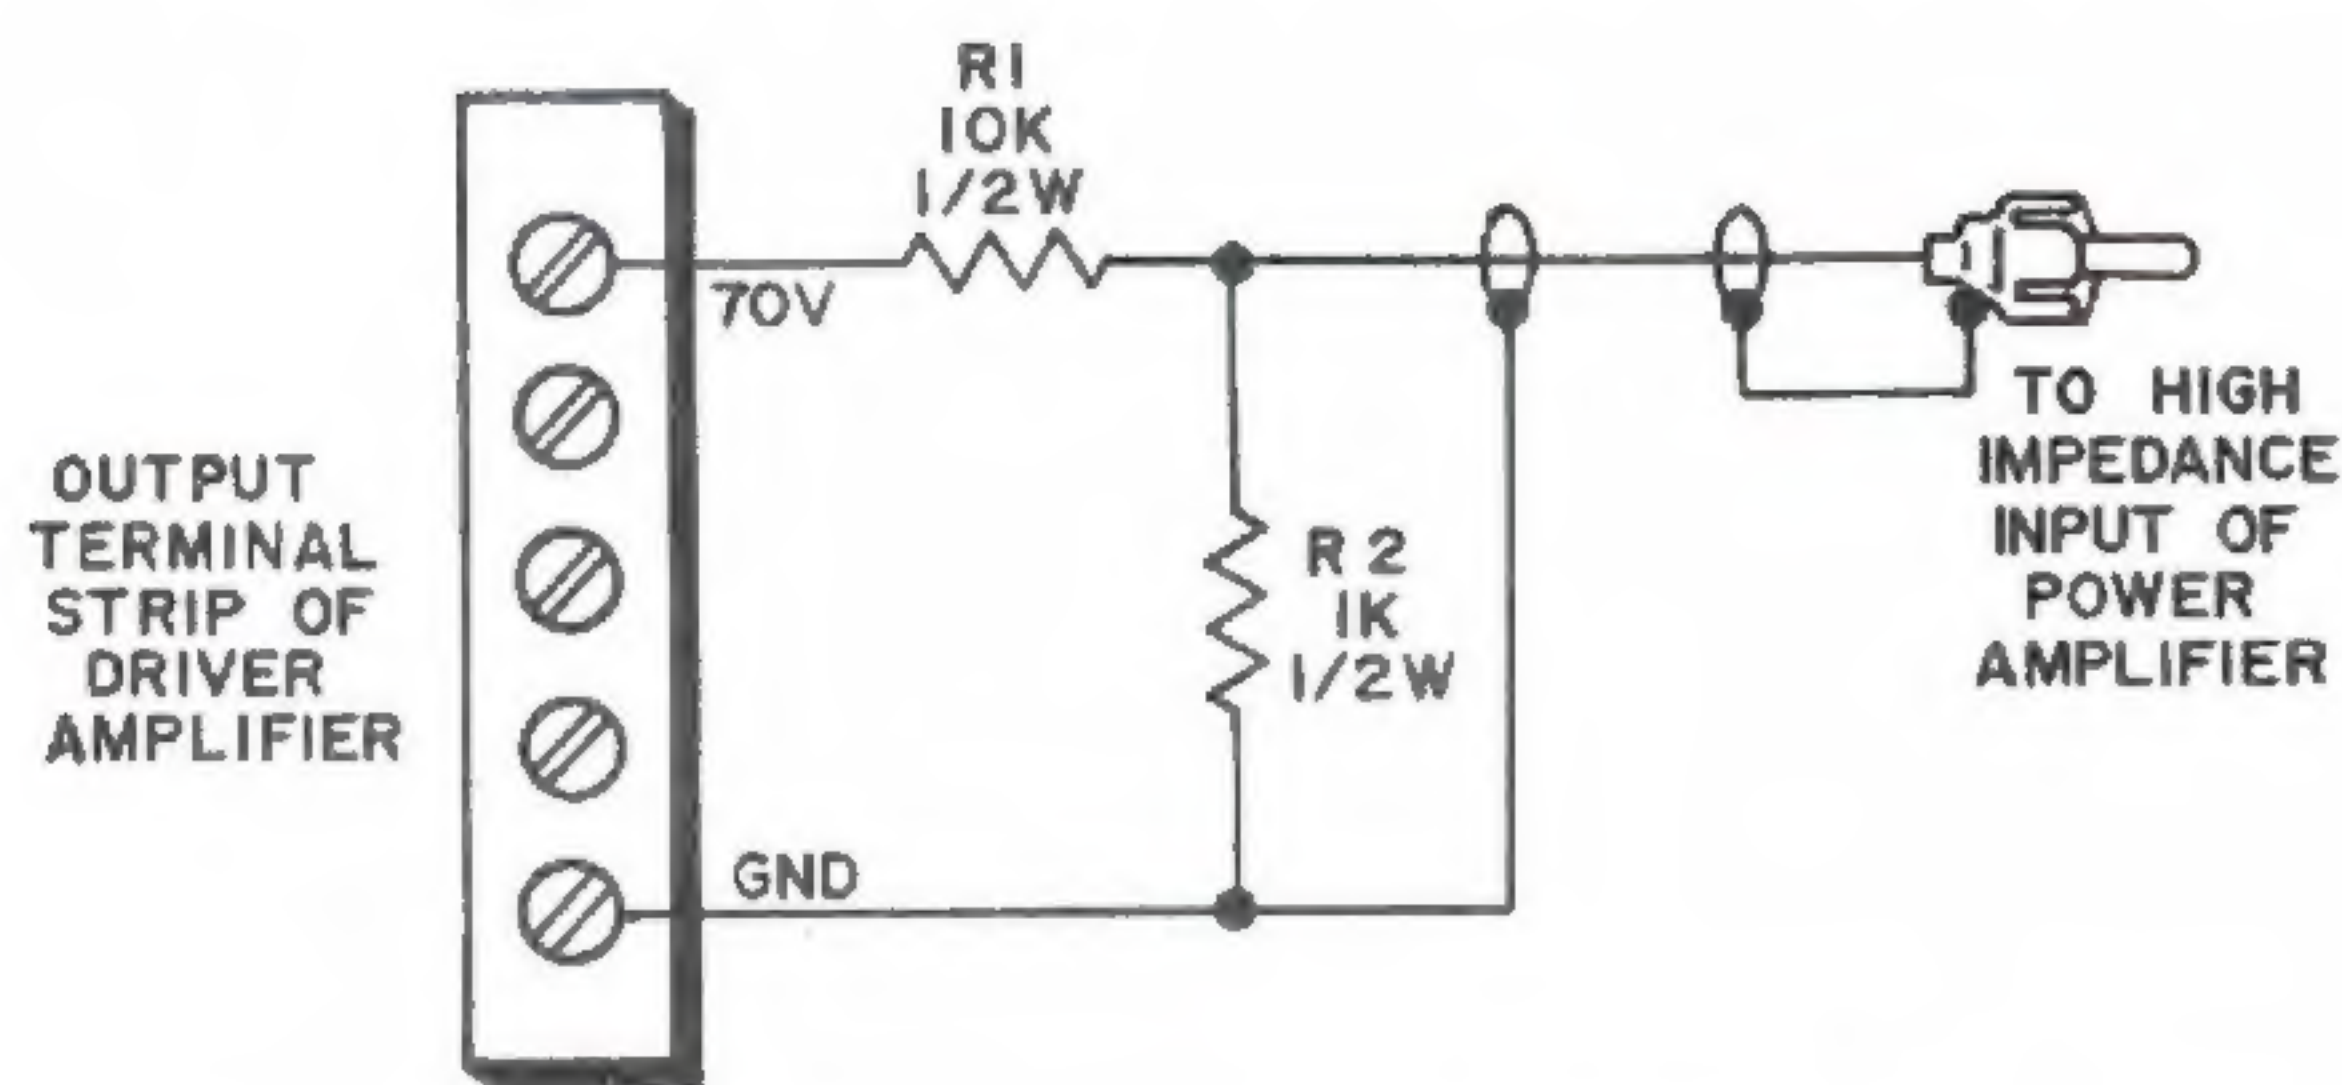 R1
10K
1/2W
70V
OUTPUT
TERMINAL
STRIP OF
DRIVER
AMPLIFIER
GND
R2
1K
1/2W
TO HIGH
IMPEDANCE
INPUT OF
POWER
AMPLIFIER